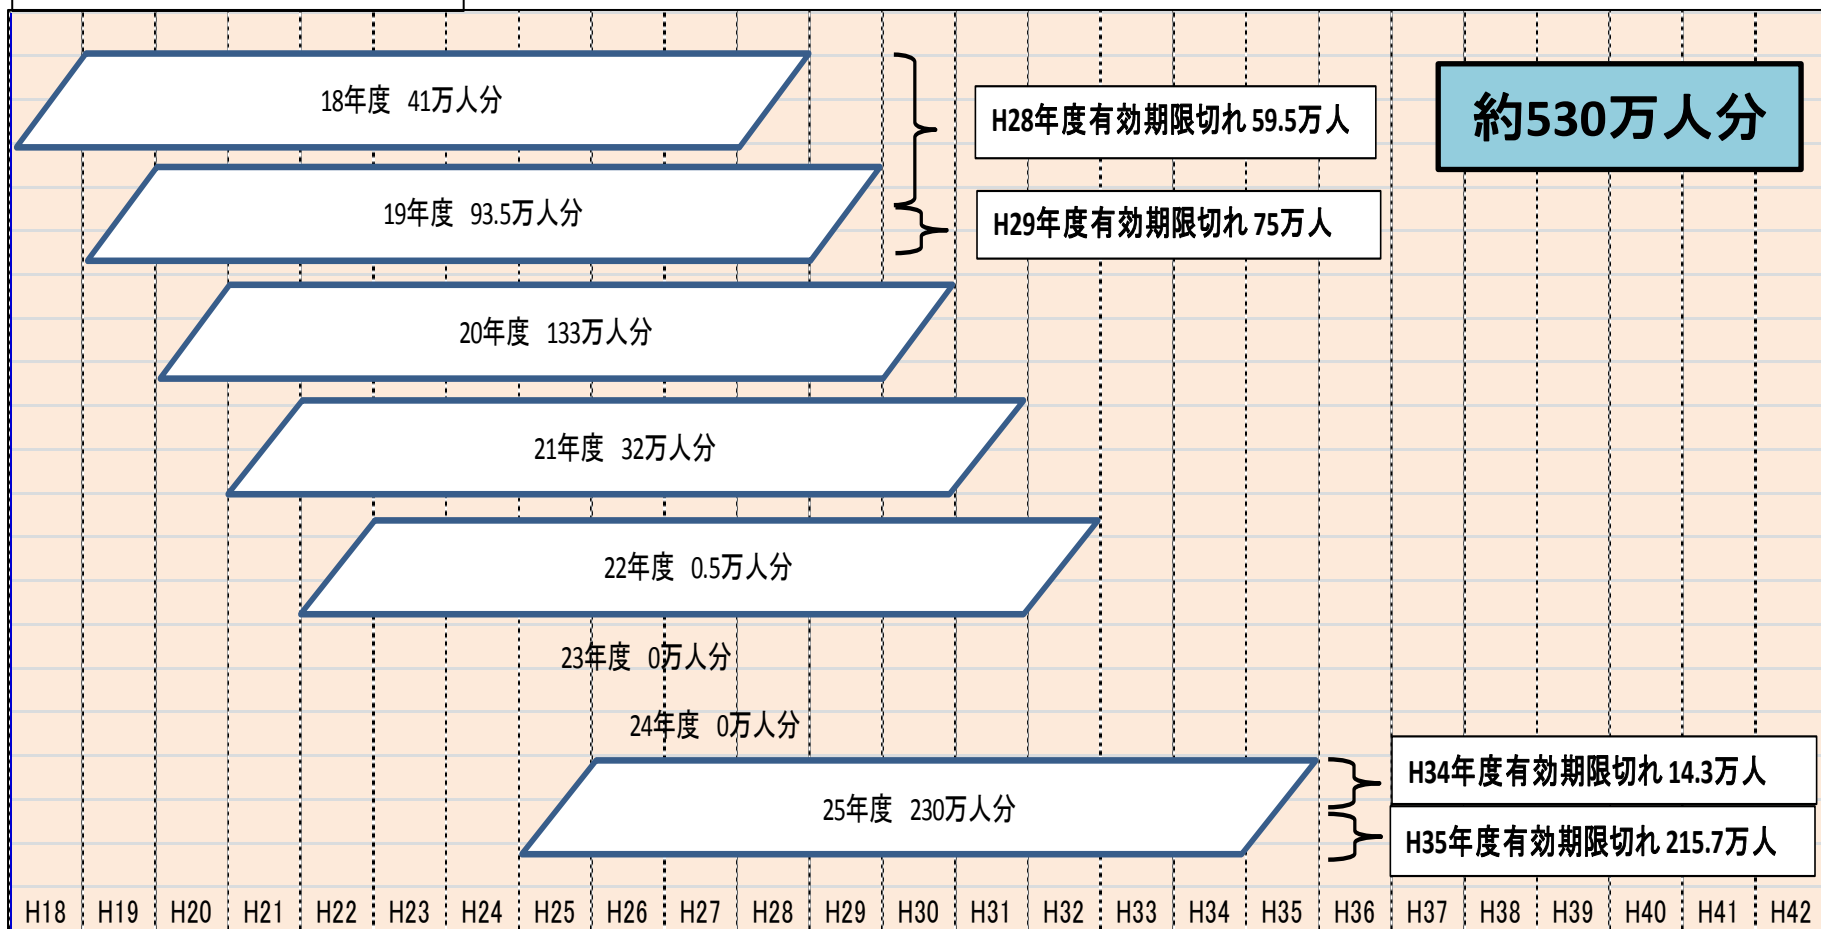 18年度 41万人分
H28年度有効期限切れ 59.5万人
約530万人分
19年度 93.5万人分
H29年度有効期限切れ 75万人
20年度 133万人分
21年度 32万人分
22年度 0.5万人分
23年度 0万人分
24年度 0万人分
H34年度有効期限切れ 14.3万人
25年度 230万人分
H35年度有効期限切れ 215.7万人
H18 H19 H20 H21 H22 H23 H24 H25 H26 H27 H28 H29 H30 H31 H32 H33 H34 H35 H36 H37 H38 H39 H40 H41 H42